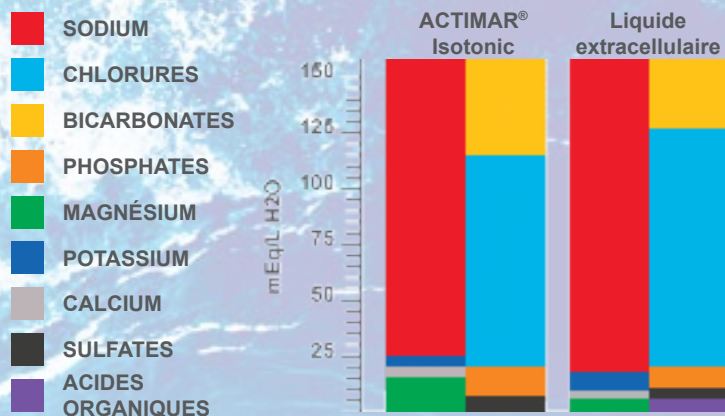 SODIUM
CHLORURES
BICARBONATES
PHOSPHATES
MAGNÉSIUM
POTASSIUM
CALCIUM
SULFATES
ACIDES
ORGANIQUES
ACTIMAR®
Isotonic
Liquide
extracellulaire
mEq/L H2O
150
125
100
75
50
25